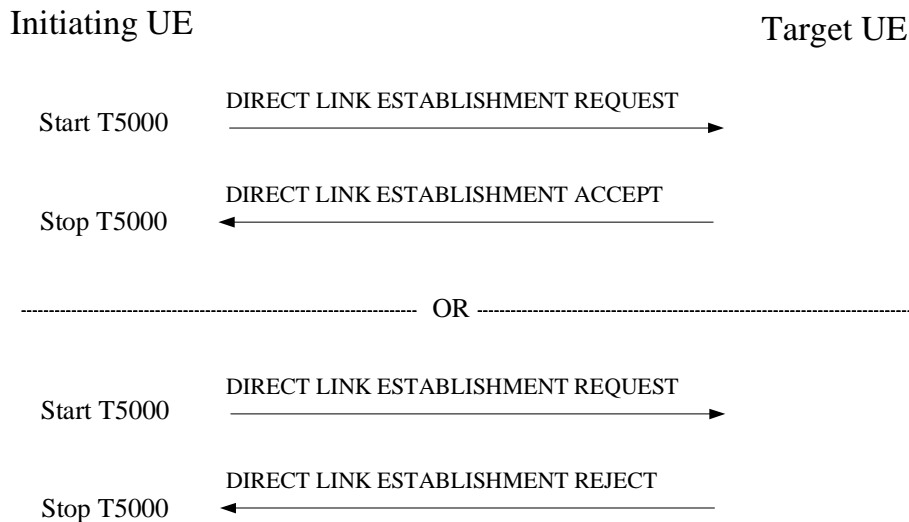 Initiating UE
Target UE
DIRECT LINK ESTABLISHMENT REQUEST
Start T5000
DIRECT LINK ESTABLISHMENT ACCEPT
Stop T5000
OR
DIRECT LINK ESTABLISHMENT REQUEST
Start T5000
DIRECT LINK ESTABLISHMENT REJECT
Stop T5000